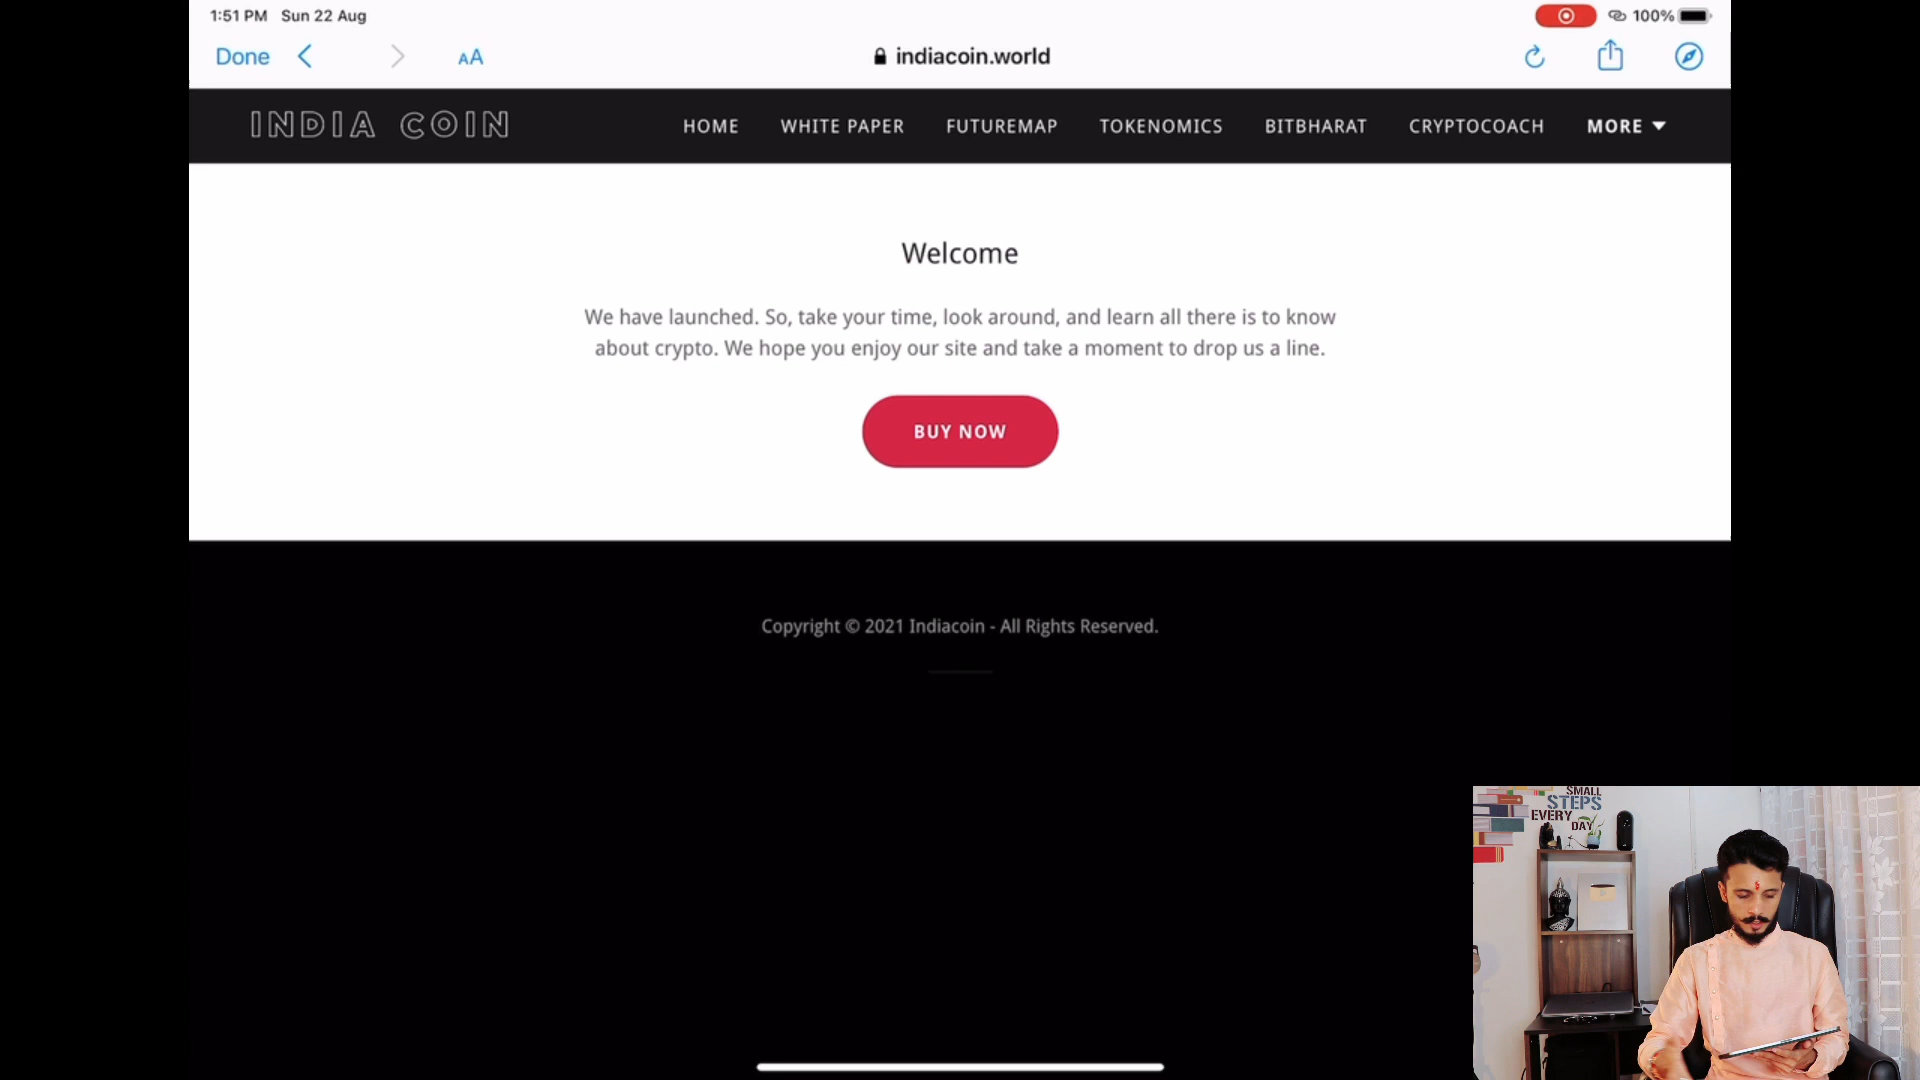 1:51 PM Sun 22 Aug
100%
Done
AA
indiacoin.world
INDIA COIN
HOME
WHITE PAPER
FUTUREMAP
TOKENOMICS
BITBHARAT
CRYPTOCOACH
MORE
Welcome
We have launched. So, take your time, look around, and learn all there is to know
about crypto. We hope you enjoy our site and take a moment to drop us a line.
BUY NOW
Copyright © 2021 Indiacoin - All Rights Reserved.
SMALL
STEPS
EVERY
DAY